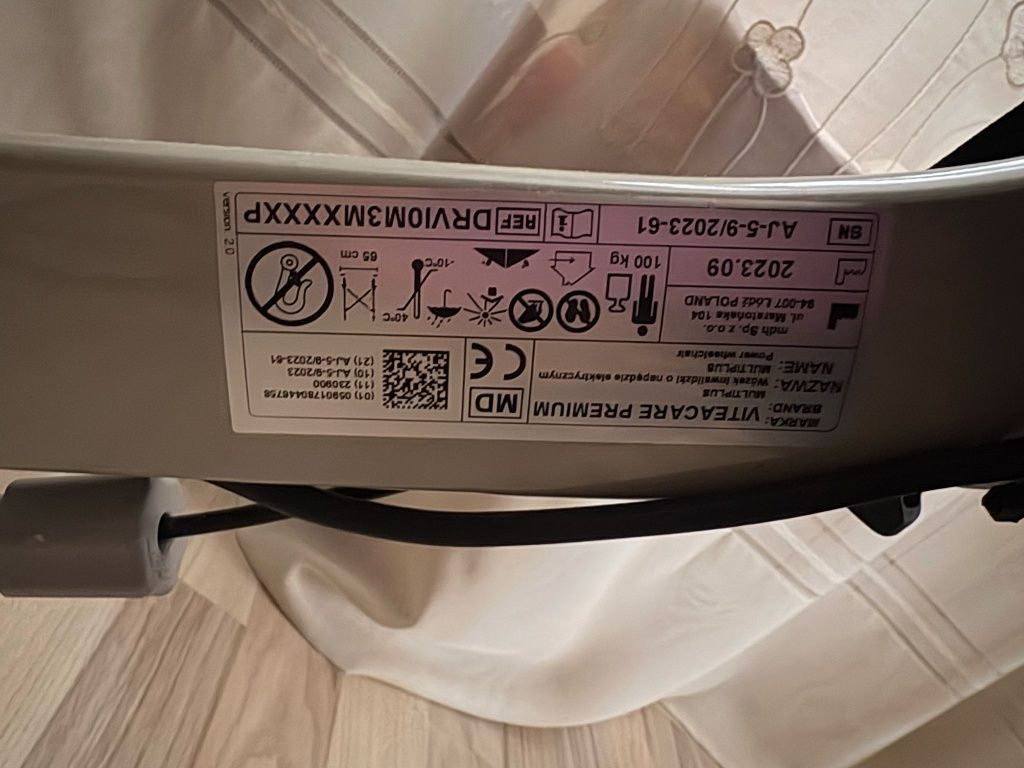 MARKA: VITEACARE PREMIUM
BRAND:
MULTIPLUS
NAZWA: Wózek inwalidzki o napędzie elektrycznym
MULTIPLUS
NAME: Power wheelchair
MD
CE
(01) 05901780446758
(11) 230900
(10) AJ-5-9/2023
(21) AJ-5-9/2023-61
mdh Sp. z o.o.
ul. Maratońska 104
94-007 Łódź POLAND
2023.09
SN AJ-5-9/2023-61
100 kg
40°C
-10°C
65 cm
REF DRVI0M3MXXXXP
version 2.0